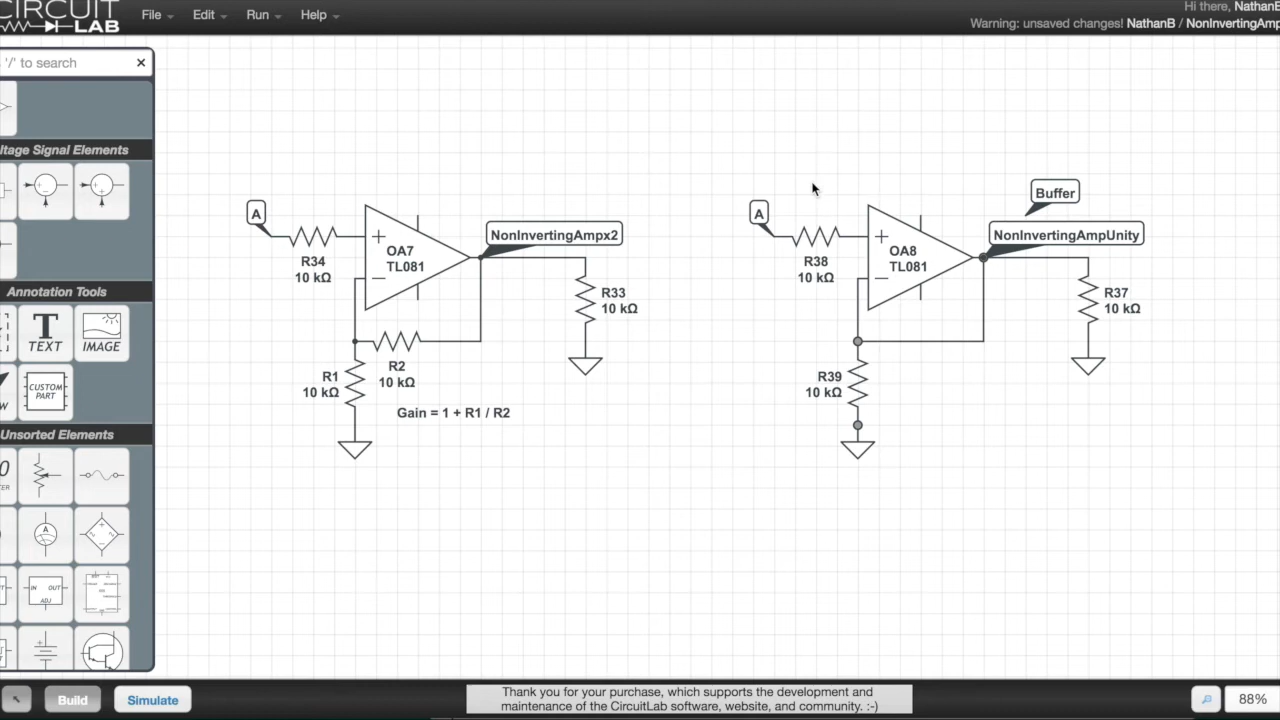 CIRCUIT
LAB
File
Edit
Run
Help
Hi there, NathanB
Warning: unsaved changes! NathanB / NonInvertingAmp
'/' to search
×
ltage Signal Elements
Annotation Tools
T
TEXT
IMAGE
W
CUSTOM
PART
Unsorted Elements
A
IN OUT
ADJ
A
R34
10 kΩ
+
−
OA7
TL081
NonInvertingAmpx2
R33
10 kΩ
R2
10 kΩ
R1
10 kΩ
Gain = 1 + R1 / R2
A
R38
10 kΩ
+
−
OA8
TL081
Buffer
NonInvertingAmpUnity
R37
10 kΩ
R39
10 kΩ
Build
Simulate
Thank you for your purchase, which supports the development and
maintenance of the CircuitLab software, website, and community. :-)
88%